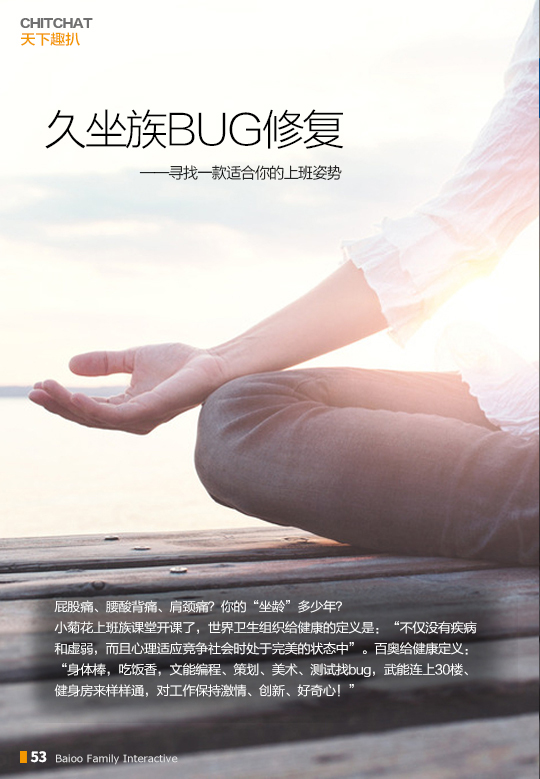 CHITCHAT
天下趣扒
久坐族BUG修复
——寻找一款适合你的上班姿势
屁股痛、腰酸背痛、肩颈痛？你的“坐龄”多少年？
小菊花上班族课堂开课了，世界卫生组织给健康的定义是：“不仅没有疾病
和虚弱，而且心理适应竞争社会时处于完美的状态中”。百奥给健康定义：
“身体棒，吃饭香，文能编程、策划、美术、测试找bug，武能连上30楼、
健身房来样样通，对工作保持激情、创新、好奇心！”
53 Baioo Family Interactive